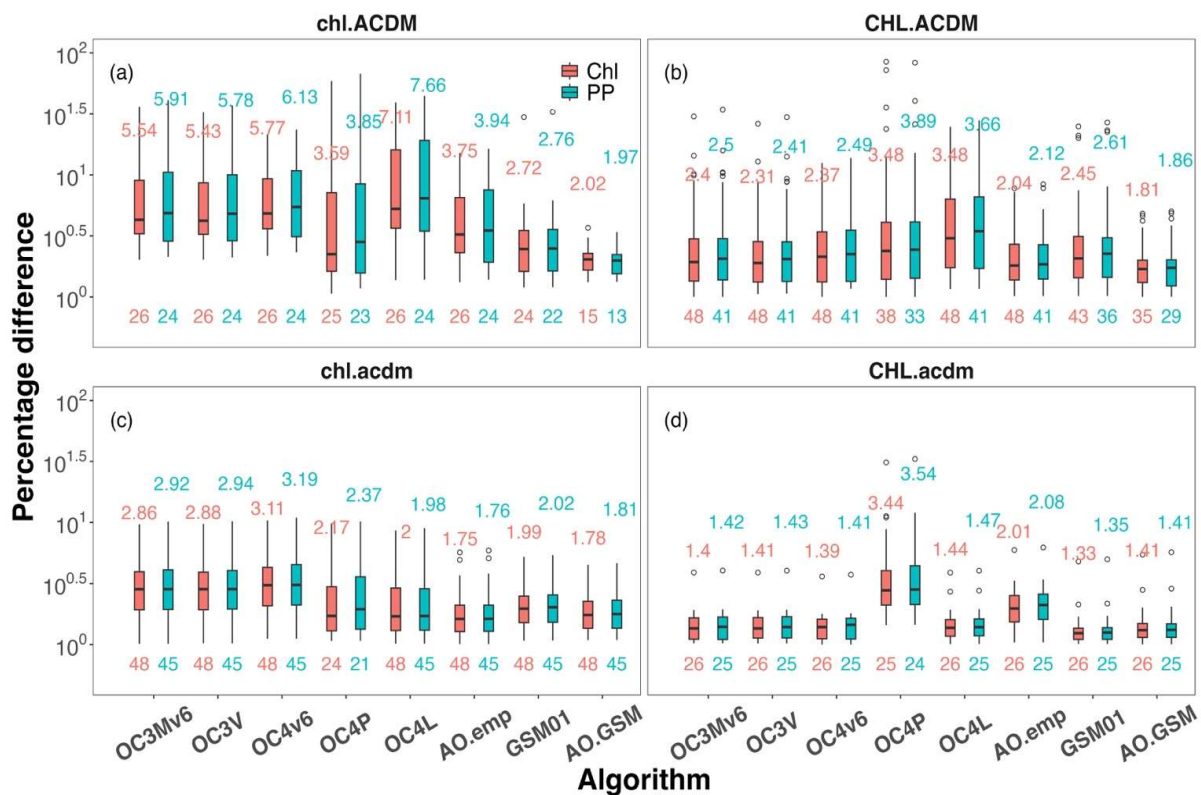 chl.ACDM
CHL.ACDM
(a)
(b)
Chl
PP
10²
10^1.5
10¹
10^0.5
10⁰
5.54 5.91 5.43 5.78 5.77 6.13 3.59 3.85 7.11 7.66 3.75 3.94 2.72 2.76 2.02 1.97
26 24 26 24 26 24 25 23 26 24 26 24 24 22 15 13
2.4 2.5 2.31 2.41 2.37 2.49 3.48 3.89 3.48 3.66 2.04 2.12 2.45 2.61 1.81 1.86
48 41 48 41 48 41 38 33 48 41 48 41 43 36 35 29
Percentage difference
chl.acdm
CHL.acdm
(c)
(d)
10²
10^1.5
10¹
10^0.5
10⁰
2.86 2.92 2.88 2.94 3.11 3.19 2.17 2.37 2 1.98 1.75 1.76 1.99 2.02 1.78 1.81
48 45 48 45 48 45 24 21 48 45 48 45 48 45 48 45
1.4 1.42 1.41 1.43 1.39 1.41 3.44 3.54 1.44 1.47 2.01 2.08 1.33 1.35 1.41 1.41
26 25 26 25 26 25 25 24 26 25 26 25 26 25 26 25
OC3Mv6 OC3V OC4v6 OC4P OC4L AO.emp GSM01 AO.GSM
OC3Mv6 OC3V OC4v6 OC4P OC4L AO.emp GSM01 AO.GSM
Algorithm